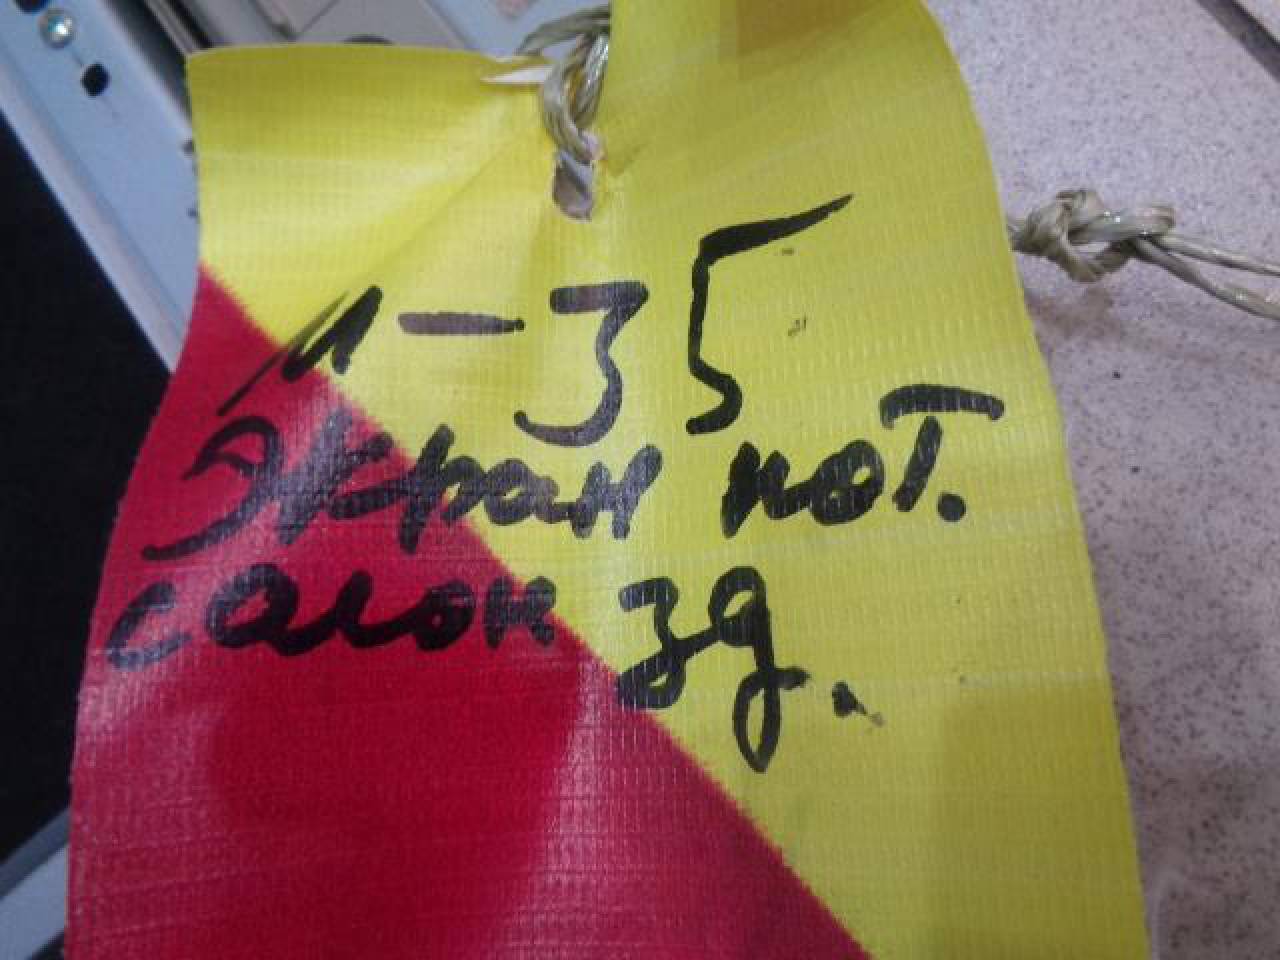 М-35
Экран пот.
салон зд.